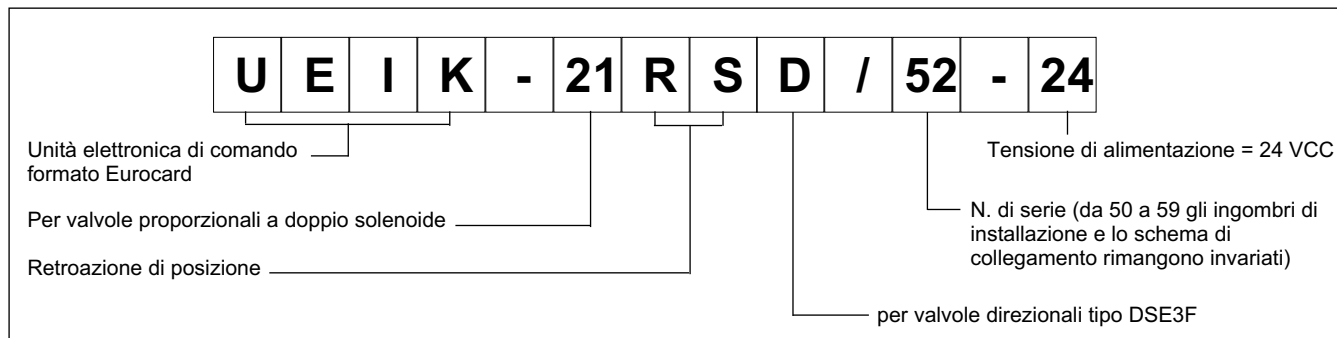 UEIK-21RSD/52-24
Unità elettronica di comando
formato Eurocard
Tensione di alimentazione = 24 VCC
Per valvole proporzionali a doppio solenoide
N. di serie (da 50 a 59 gli ingombri di
installazione e lo schema di
collegamento rimangono invariati)
Retroazione di posizione
per valvole direzionali tipo DSE3F